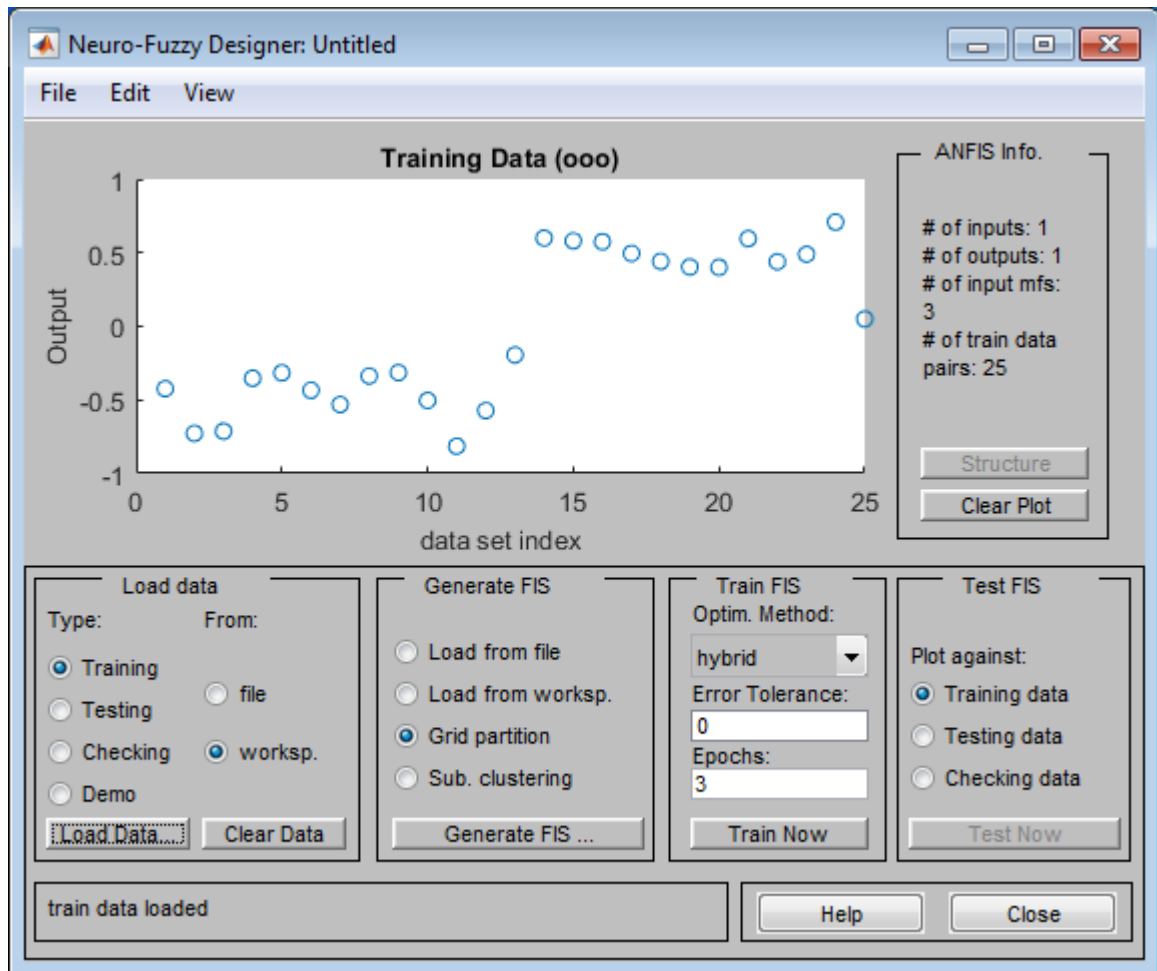 Neuro-Fuzzy Designer: Untitled
File Edit View
Training Data (ooo)
1
0.5
0
-0.5
-1
Output
0 5 10 15 20 25
data set index
ANFIS Info.
# of inputs: 1
# of outputs: 1
# of input mfs:
3
# of train data
pairs: 25
Structure
Clear Plot
Load data
Type: From:
Training
Testing
Checking
Demo
file
worksp.
Load Data... Clear Data
Generate FIS
Load from file
Load from worksp.
Grid partition
Sub. clustering
Generate FIS ...
Train FIS
Optim. Method:
hybrid
Error Tolerance:
0
Epochs:
3
Train Now
Test FIS
Plot against:
Training data
Testing data
Checking data
Test Now
train data loaded
Help Close